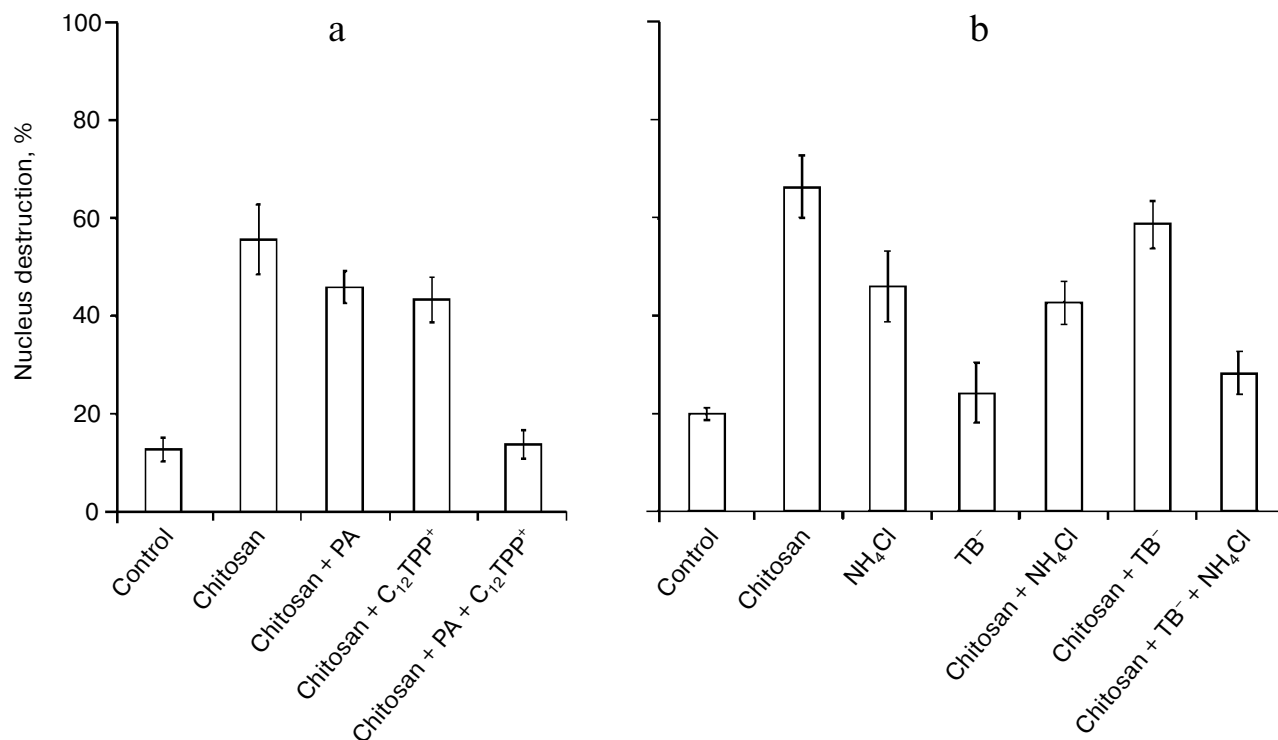 a
b
Nucleus destruction, %
100
80
60
40
20
0
Control
Chitosan
Chitosan + PA
Chitosan + C₁₂TPP⁺
Chitosan + PA + C₁₂TPP⁺
Control
Chitosan
NH₄Cl
TB⁻
Chitosan + NH₄Cl
Chitosan + TB⁻
Chitosan + TB⁻ + NH₄Cl